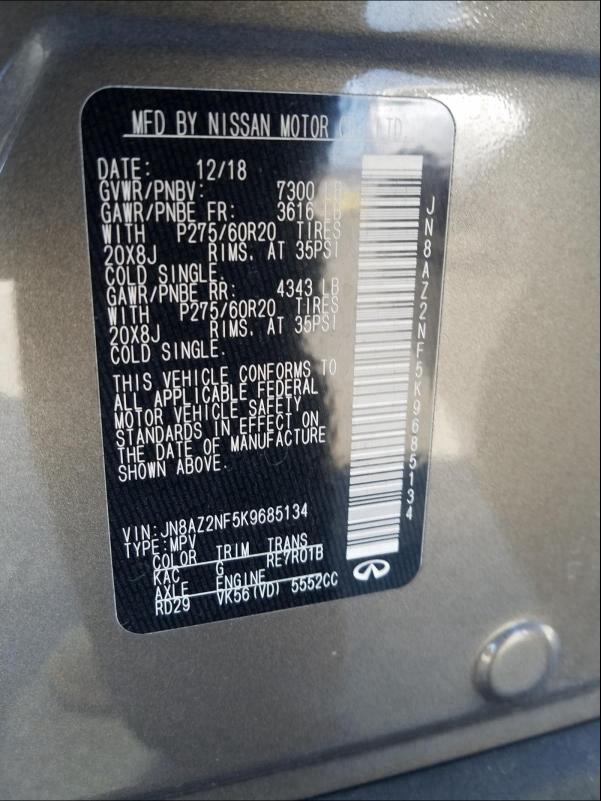 MFD BY NISSAN MOTOR CO., LTD.
DATE: 12/18
GVWR/PNBV: 7300 LB
GAWR/PNBE FR: 3616 LB
WITH P275/60R20 TIRES
20X8J RIMS. AT 35PSI
COLD SINGLE.
GAWR/PNBE RR: 4343 LB
WITH P275/60R20 TIRES
20X8J RIMS. AT 35PSI
COLD SINGLE.
THIS VEHICLE CONFORMS TO
ALL APPLICABLE FEDERAL
MOTOR VEHICLE SAFETY
STANDARDS IN EFFECT ON
THE DATE OF MANUFACTURE
SHOWN ABOVE.
VIN:JN8AZ2NF5K9685134
TYPE:MPV
COLOR TRIM TRANS
KAC G RE7R01B
AXLE ENGINE
RD29 VK56(VD) 5552CC
JN8AZ2NF5K9685134